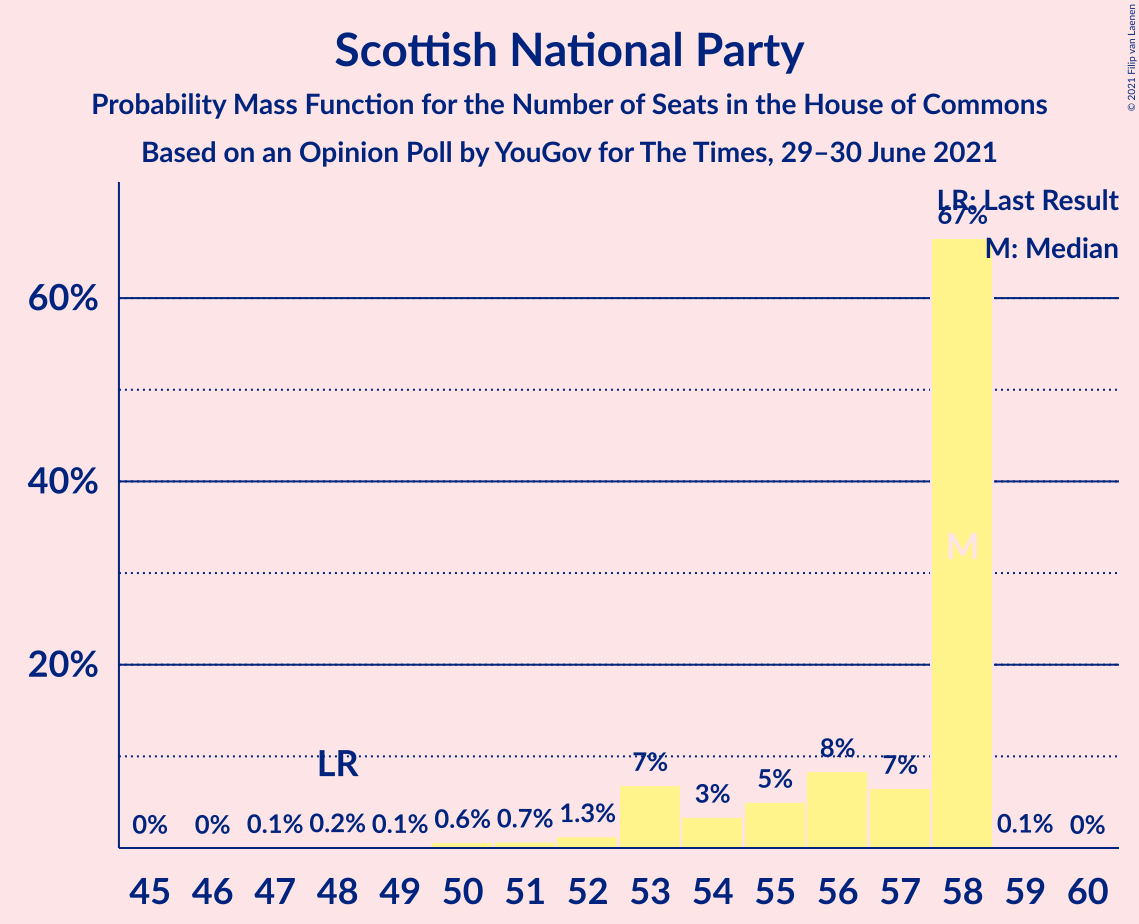 Scottish National Party
Probability Mass Function for the Number of Seats in the House of Commons
Based on an Opinion Poll by YouGov for The Times, 29–30 June 2021
© 2021 Filip van Laenen
LR: Last Result
M: Median
67%
60%
40%
20%
M
LR
0% 0% 0.1% 0.2% 0.1% 0.6% 0.7% 1.3% 7% 3% 5% 8% 7% 0.1% 0%
45 46 47 48 49 50 51 52 53 54 55 56 57 58 59 60